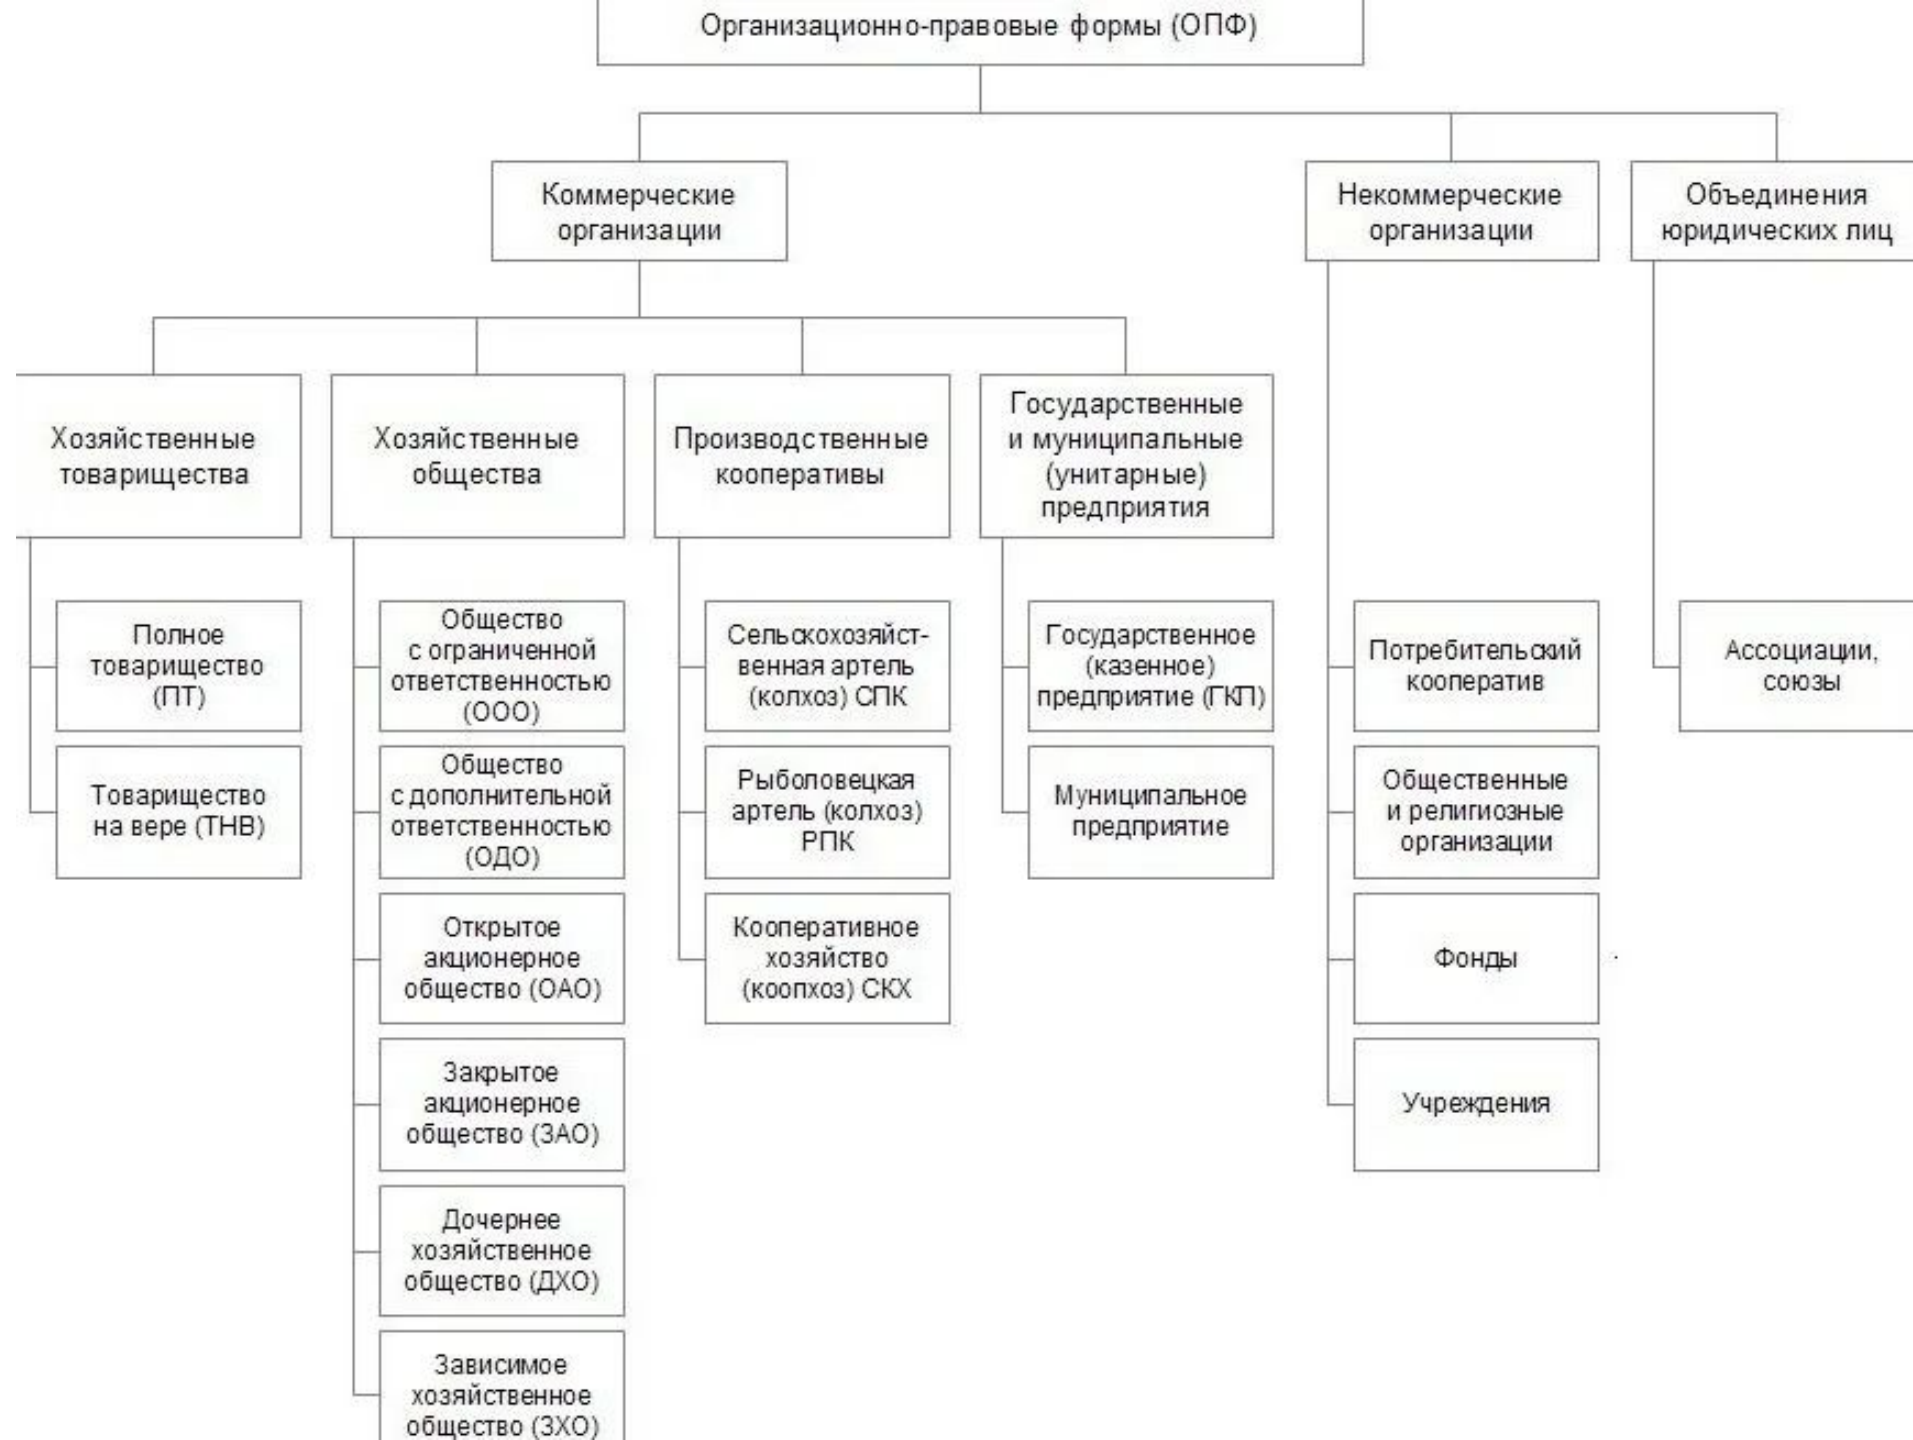 Организационно-правовые формы (ОПФ)
Коммерческие
организации
Некоммерческие
организации
Объединения
юридических лиц
Хозяйственные
товарищества
Хозяйственные
общества
Производственные
кооперативы
Государственные
и муниципальные
(унитарные)
предприятия
Полное
товарищество
(ПТ)
Товарищество
на вере (ТНВ)
Общество
с ограниченной
ответственностью
(ООО)
Общество
с дополнительной
ответственностью
(ОДО)
Открытое
акционерное
общество (ОАО)
Закрытое
акционерное
общество (ЗАО)
Дочернее
хозяйственное
общество (ДХО)
Зависимое
хозяйственное
общество (ЗХО)
Сельскохозяйст-
венная артель
(колхоз) СПК
Рыболовецкая
артель (колхоз)
РПК
Кооперативное
хозяйство
(коопхоз) СКХ
Государственное
(казенное)
предприятие (ГКП)
Муниципальное
предприятие
Потребительский
кооператив
Общественные
и религиозные
организации
Фонды
Учреждения
Ассоциации,
союзы